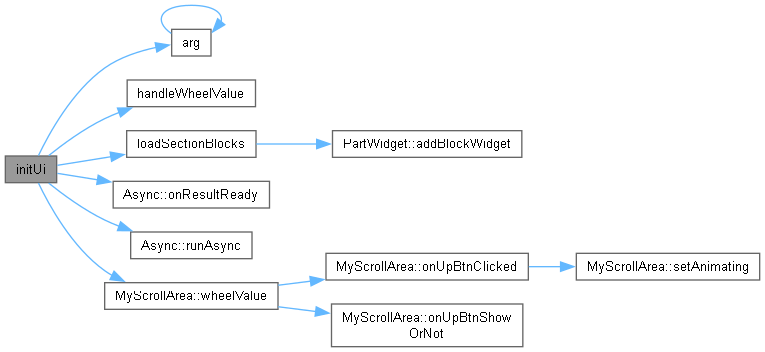 arg
handleWheelValue
loadSectionBlocks
PartWidget::addBlockWidget
initUi
Async::onResultReady
Async::runAsync
MyScrollArea::onUpBtnClicked
MyScrollArea::setAnimating
MyScrollArea::wheelValue
MyScrollArea::onUpBtnShow
OrNot